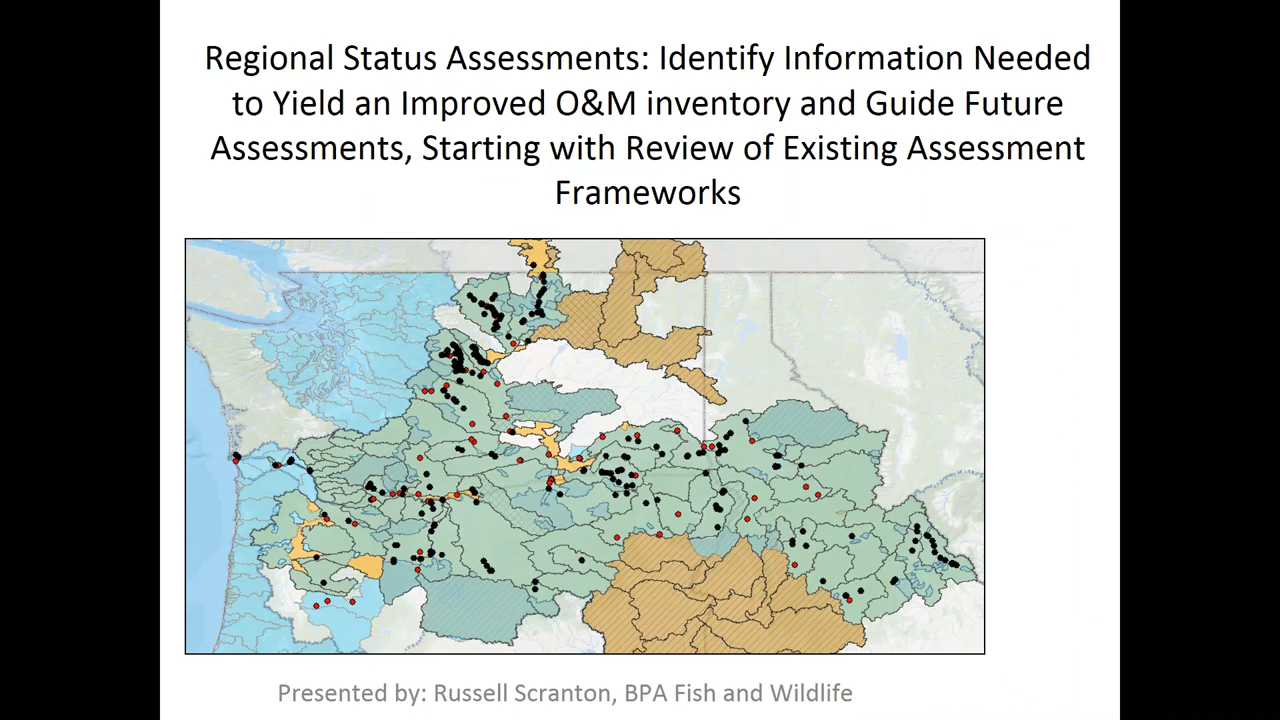 Regional Status Assessments: Identify Information Needed
to Yield an Improved O&M inventory and Guide Future
Assessments, Starting with Review of Existing Assessment
Frameworks
Presented by: Russell Scranton, BPA Fish and Wildlife